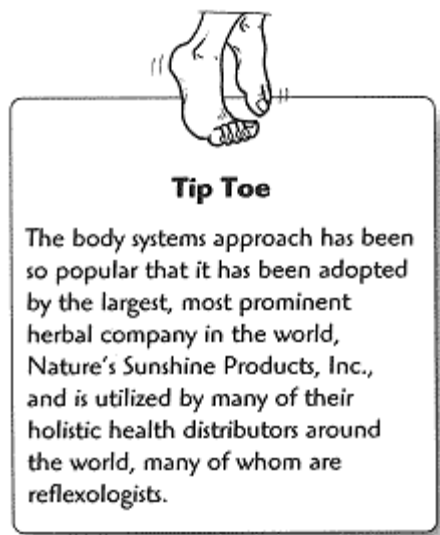 Tip Toe
The body systems approach has been
so popular that it has been adopted
by the largest, most prominent
herbal company in the world,
Nature's Sunshine Products, Inc.,
and is utilized by many of their
holistic health distributors around
the world, many of whom are
reflexologists.